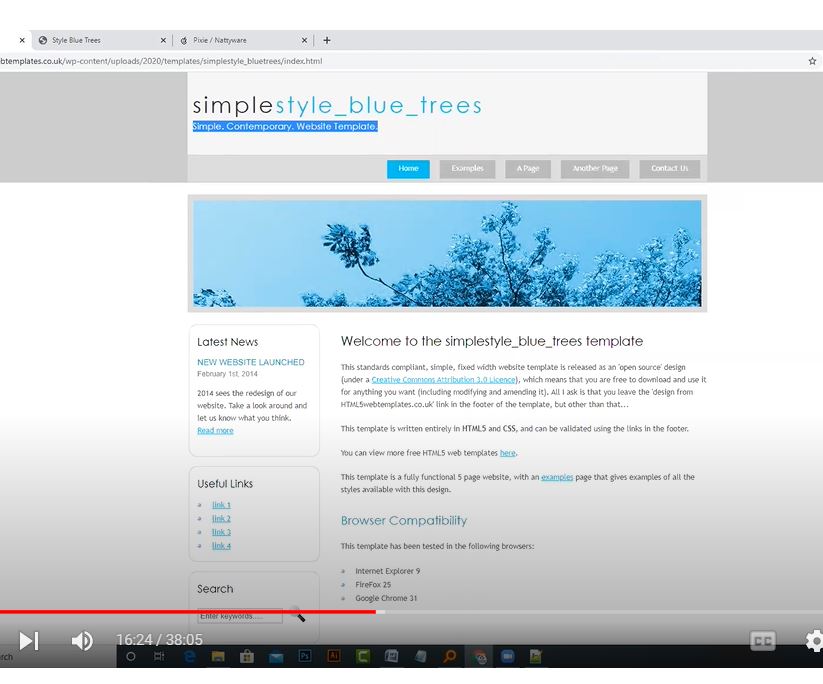 Style Blue Trees
Pixie / Nattyware
btemplates.co.uk/wp-content/uploads/2020/templates/simplestyle_bluetrees/index.html
simplestyle_blue_trees
Simple. Contemporary. Website Template.
Home Examples A Page Another Page Contact Us
Latest News
NEW WEBSITE LAUNCHED
February 1st, 2014
2014 sees the redesign of our
website. Take a look around and
let us know what you think.
Read more
Useful Links
link 1
link 2
link 3
link 4
Search
Enter keywords.....
Welcome to the simplestyle_blue_trees template
This standards compliant, simple, fixed width website template is released as an 'open source' design
(under a Creative Commons Attribution 3.0 Licence), which means that you are free to download and use it
for anything you want (including modifying and amending it). All I ask is that you leave the 'design from
HTML5webtemplates.co.uk' link in the footer of the template, but other than that...
This template is written entirely in HTML5 and CSS, and can be validated using the links in the footer.
You can view more free HTML5 web templates here.
This template is a fully functional 5 page website, with an examples page that gives examples of all the
styles available with this design.
Browser Compatibility
This template has been tested in the following browsers:
Internet Explorer 9
FireFox 25
Google Chrome 31
16:24 / 38:05
CC
rch
Ps
Ai